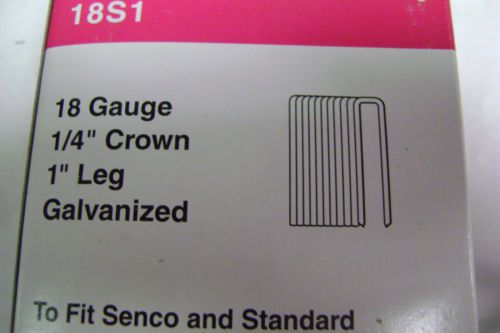 18S1
18 Gauge
1/4" Crown
1" Leg
Galvanized
To Fit Senco and Standard